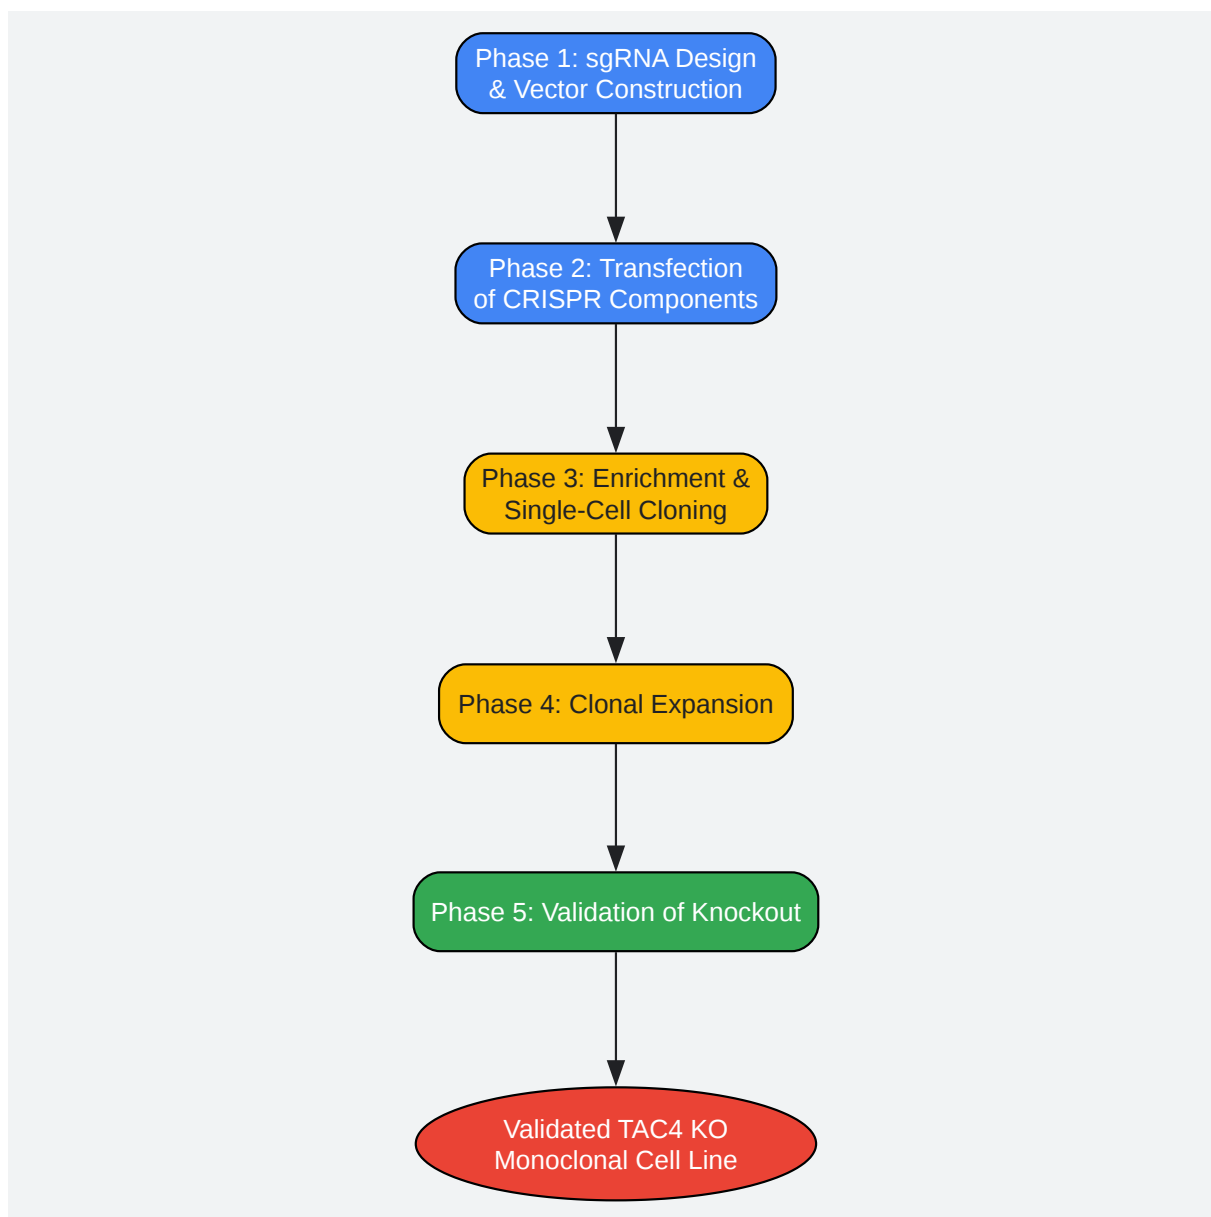 Phase 1: sgRNA Design
& Vector Construction
Phase 2: Transfection
of CRISPR Components
Phase 3: Enrichment &
Single-Cell Cloning
Phase 4: Clonal Expansion
Phase 5: Validation of Knockout
Validated TAC4 KO
Monoclonal Cell Line